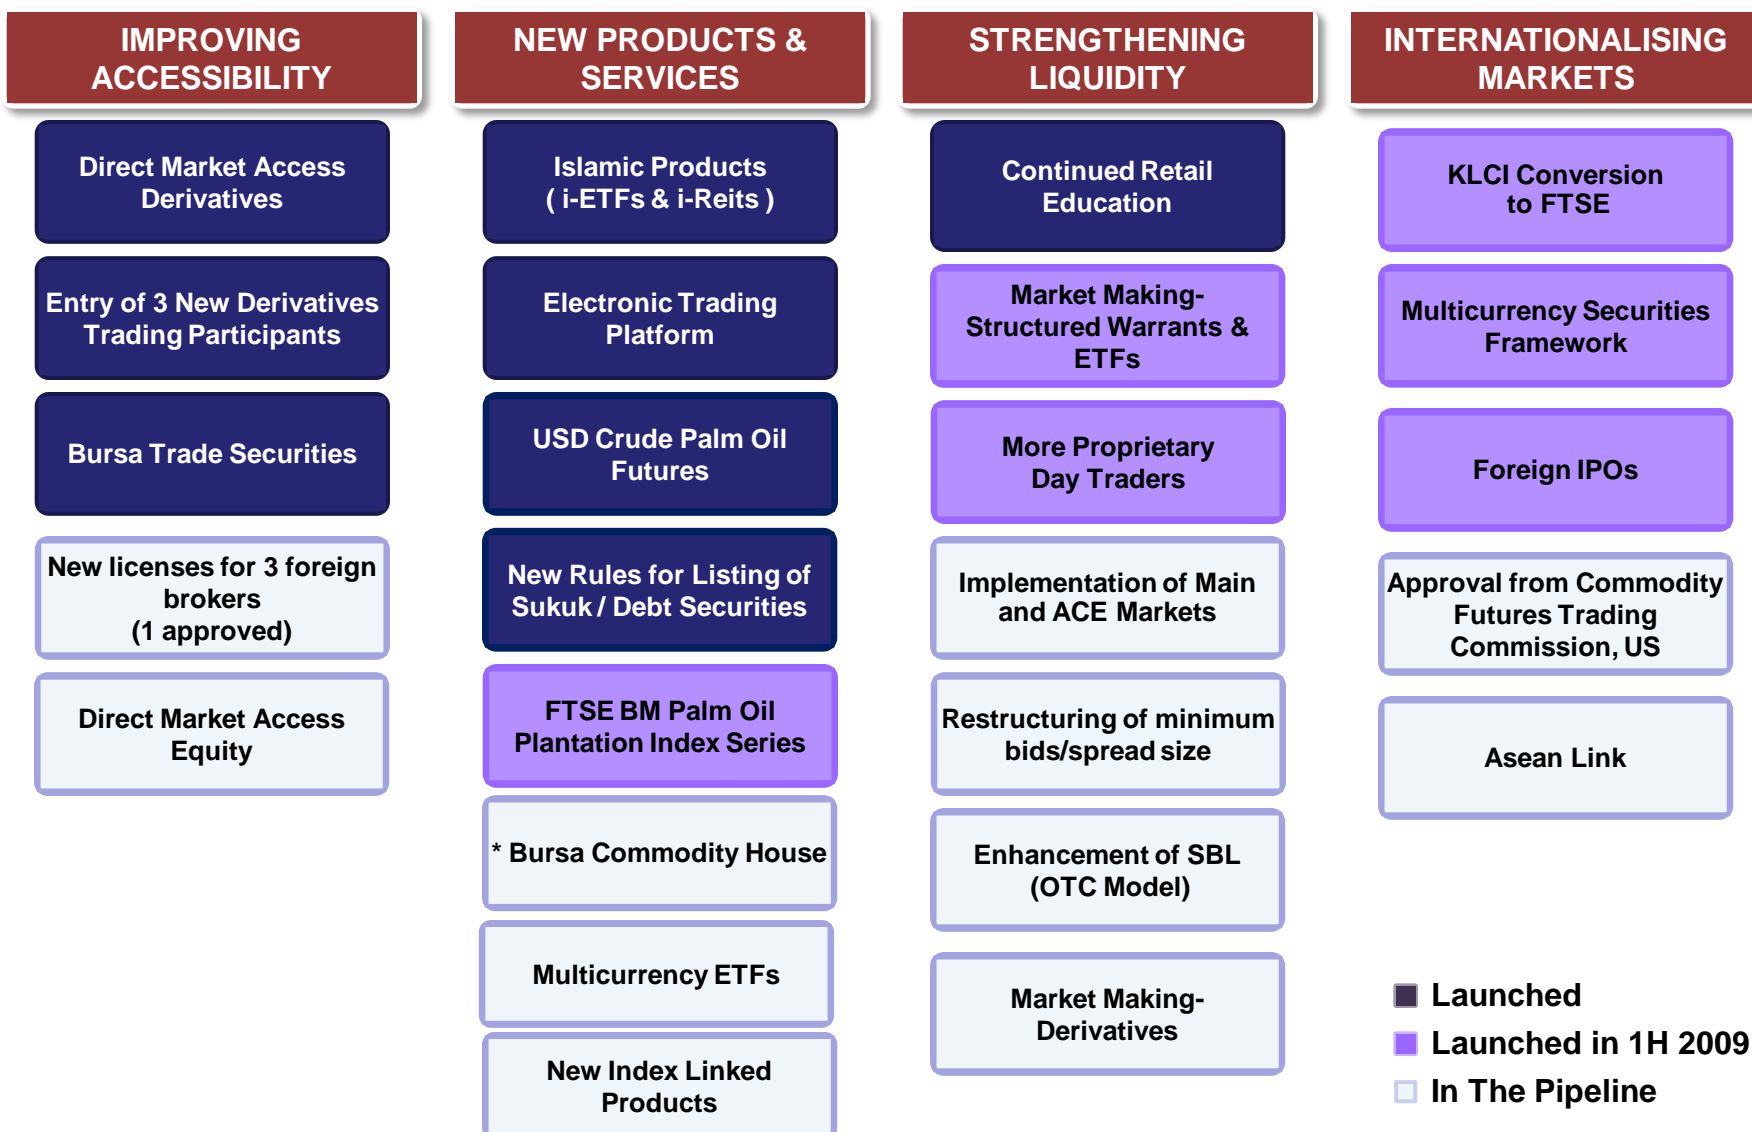 IMPROVING
ACCESSIBILITY
Direct Market Access
Derivatives
Entry of 3 New Derivatives
Trading Participants
Bursa Trade Securities
New licenses for 3 foreign
brokers
(1 approved)
Direct Market Access
Equity
NEW PRODUCTS &
SERVICES
Islamic Products
( i-ETFs & i-Reits )
Electronic Trading
Platform
USD Crude Palm Oil
Futures
New Rules for Listing of
Sukuk / Debt Securities
FTSE BM Palm Oil
Plantation Index Series
* Bursa Commodity House
Multicurrency ETFs
New Index Linked
Products
STRENGTHENING
LIQUIDITY
Continued Retail
Education
Market Making-
Structured Warrants &
ETFs
More Proprietary
Day Traders
Implementation of Main
and ACE Markets
Restructuring of minimum
bids/spread size
Enhancement of SBL
(OTC Model)
Market Making-
Derivatives
INTERNATIONALISING
MARKETS
KLCI Conversion
to FTSE
Multicurrency Securities
Framework
Foreign IPOs
Approval from Commodity
Futures Trading
Commission, US
Asean Link
Launched
Launched in 1H 2009
In The Pipeline